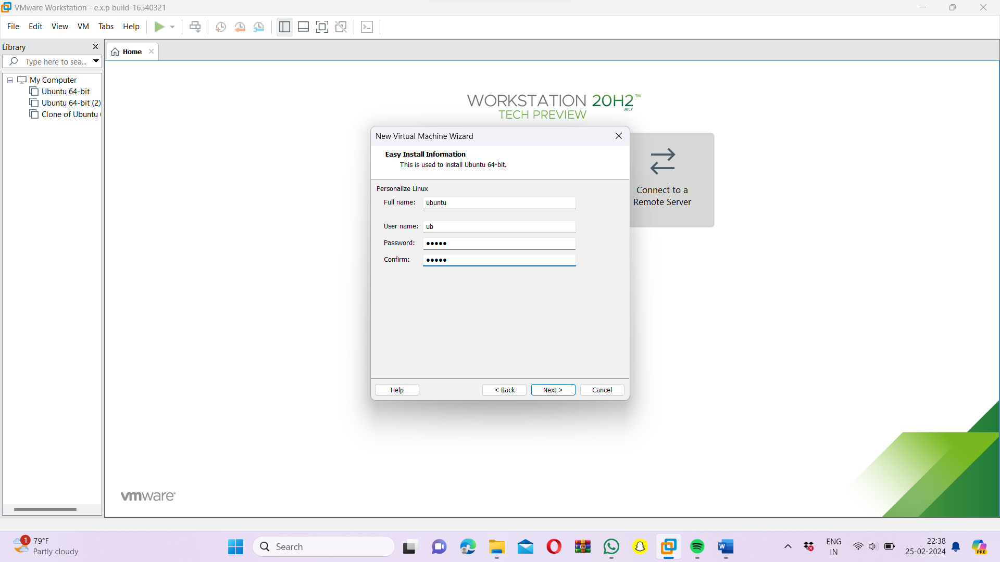 VMware Workstation - e.x.p build-16540321
File Edit View VM Tabs Help
Library
Type here to sea...
Home
My Computer
Ubuntu 64-bit
Ubuntu 64-bit (2)
Clone of Ubuntu
WORKSTATION 20H2™
JULY
TECH PREVIEW
New Virtual Machine Wizard
Easy Install Information
This is used to install Ubuntu 64-bit.
Personalize Linux
Full name: ubuntu
User name: ub
Password: •••••
Confirm: •••••
Help < Back Next > Cancel
Connect to a
Remote Server
vmware
1
79°F
Partly cloudy
Search
W
ENG
IN
22:38
25-02-2024
PRE